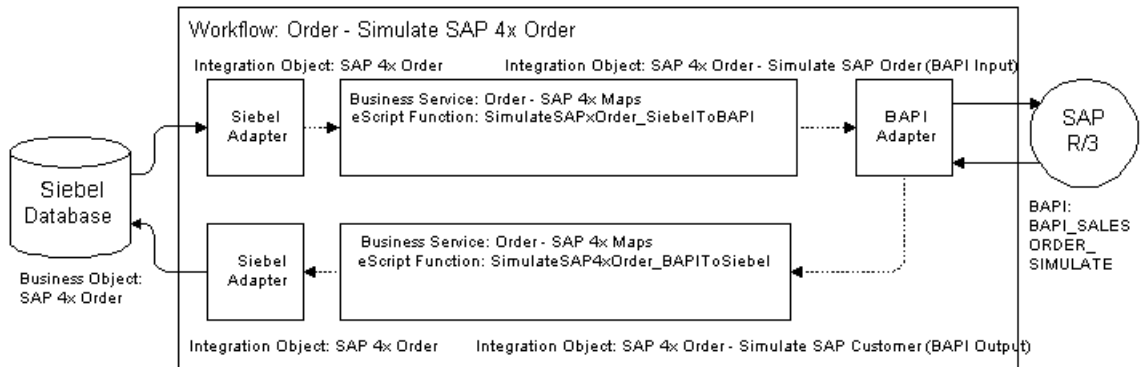 Workflow: Order - Simulate SAP 4x Order
Integration Object: SAP 4x Order
Integration Object: SAP 4x Order - Simulate SAP Order (BAPI Input)
Siebel
Adapter
Business Service: Order - SAP 4x Maps
eScript Function: SimulateSAPxOrder_SiebelToBAPI
BAPI
Adapter
SAP
R/3
Siebel
Database
Business Object:
SAP 4x Order
Siebel
Adapter
Business Service: Order - SAP 4x Maps
eScript Function: SimulateSAP4xOrder_BAPIToSiebel
BAPI:
BAPI_SALES
ORDER_
SIMULATE
Integration Object: SAP 4x Order
Integration Object: SAP 4x Order - Simulate SAP Customer (BAPI Output)